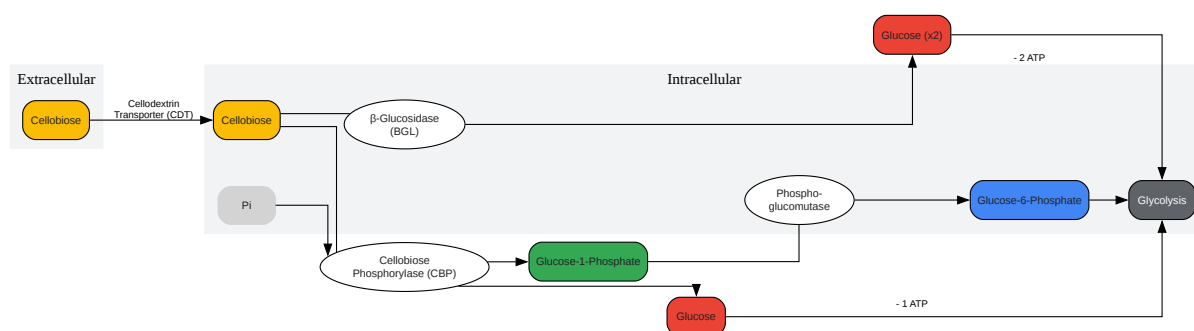 Glucose (x2)
- 2 ATP
Extracellular
Intracellular
Cellobiose
Cellodextrin
Transporter (CDT)
Cellobiose
β-Glucosidase
(BGL)
Pi
Phospho-
glucomutase
Glucose-6-Phosphate
Glycolysis
Cellobiose
Phosphorylase (CBP)
Glucose-1-Phosphate
Glucose
- 1 ATP